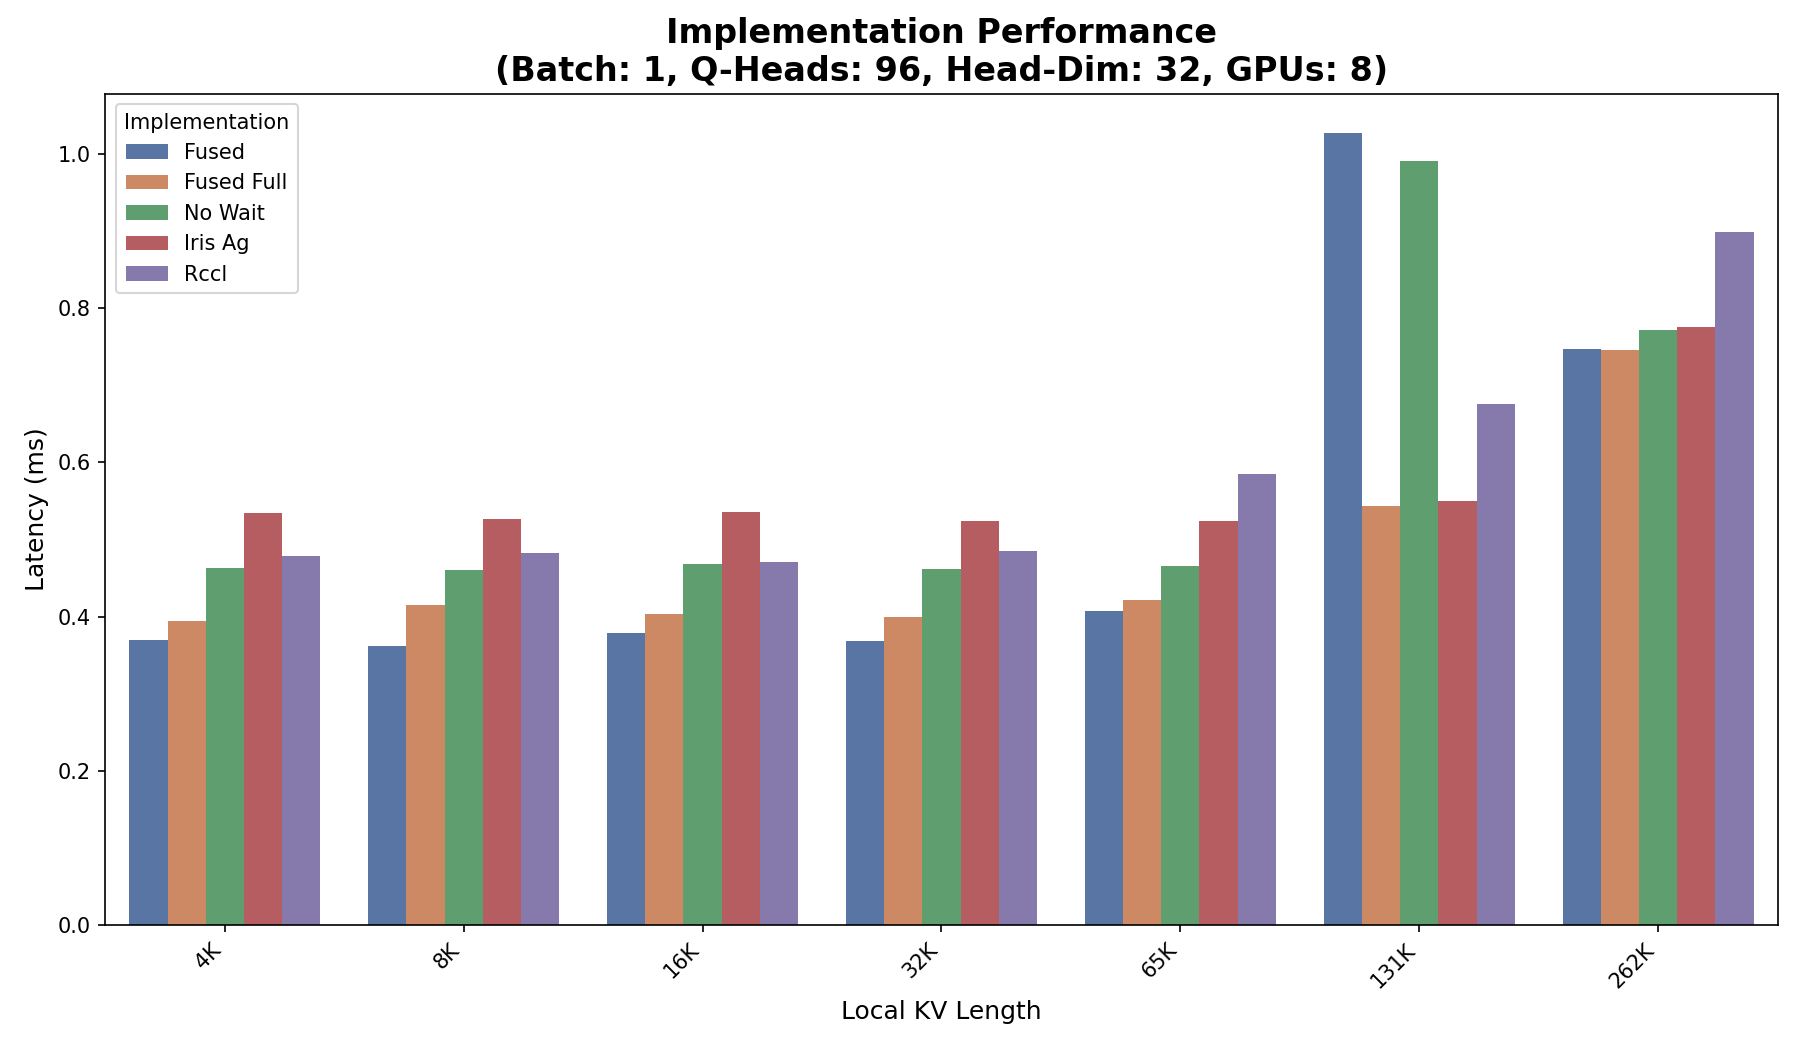 Implementation Performance
(Batch: 1, Q-Heads: 96, Head-Dim: 32, GPUs: 8)
Implementation
Fused
Fused Full
No Wait
Iris Ag
Rccl
Latency (ms)
1.0
0.8
0.6
0.4
0.2
0.0
4K
8K
16K
32K
65K
131K
262K
Local KV Length